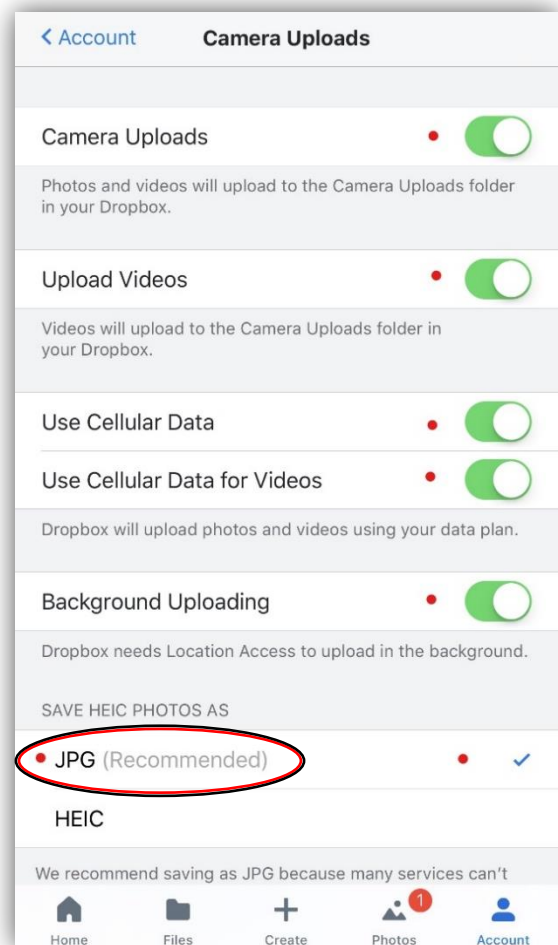 Account Camera Uploads
Camera Uploads
Photos and videos will upload to the Camera Uploads folder
in your Dropbox.
Upload Videos
Videos will upload to the Camera Uploads folder in
your Dropbox.
Use Cellular Data
Use Cellular Data for Videos
Dropbox will upload photos and videos using your data plan.
Background Uploading
Dropbox needs Location Access to upload in the background.
SAVE HEIC PHOTOS AS
JPG (Recommended)
HEIC
We recommend saving as JPG because many services can't
1
Home Files Create Photos Account